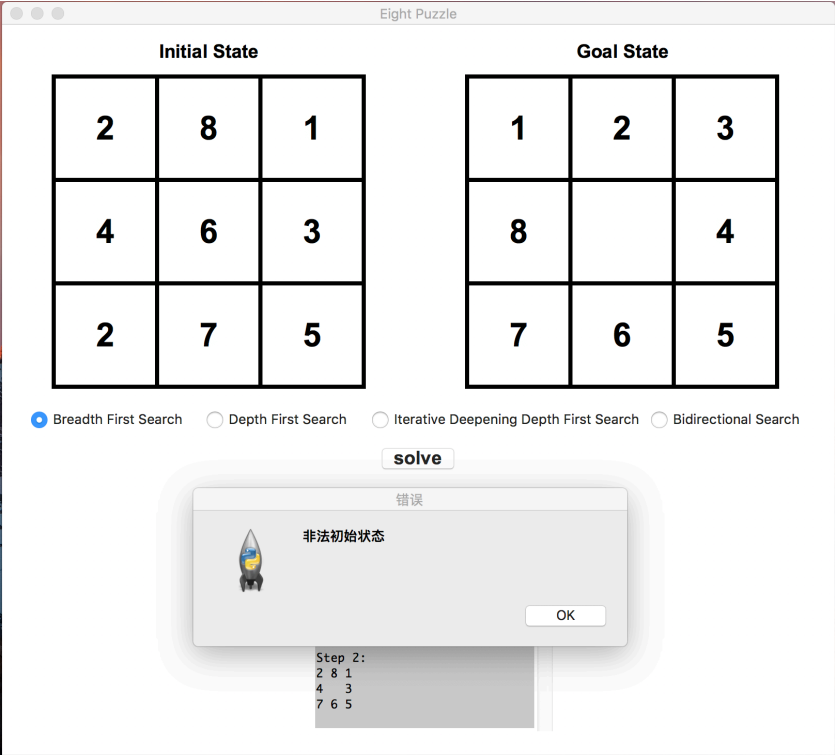 Eight Puzzle
Initial State
Goal State
2 8 1
4 6 3
2 7 5
1 2 3
8 4
7 6 5
Breadth First Search
Depth First Search
Iterative Deepening Depth First Search
Bidirectional Search
solve
错误
非法初始状态
OK
Step 2:
2 8 1
4   3
7 6 5